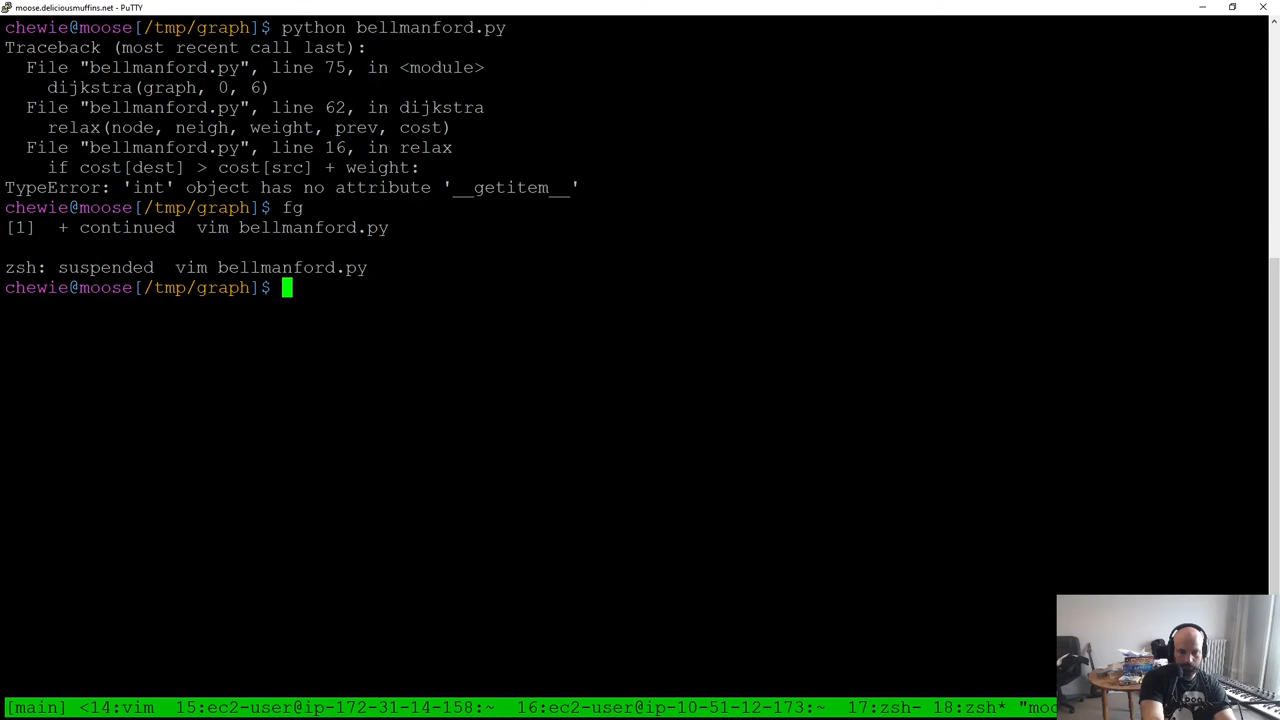 moose.deliciousmuffins.net - PuTTY
chewie@moose[/tmp/graph]$ python bellmanford.py
Traceback (most recent call last):
  File "bellmanford.py", line 75, in <module>
    dijkstra(graph, 0, 6)
  File "bellmanford.py", line 62, in dijkstra
    relax(node, neigh, weight, prev, cost)
  File "bellmanford.py", line 16, in relax
    if cost[dest] > cost[src] + weight:
TypeError: 'int' object has no attribute '__getitem__'
chewie@moose[/tmp/graph]$ fg
[1]  + continued  vim bellmanford.py
zsh: suspended  vim bellmanford.py
chewie@moose[/tmp/graph]$
[main] <14:vim  15:ec2-user@ip-172-31-14-158:~  16:ec2-user@ip-10-51-12-173:~  17:zsh- 18:zsh* "moo